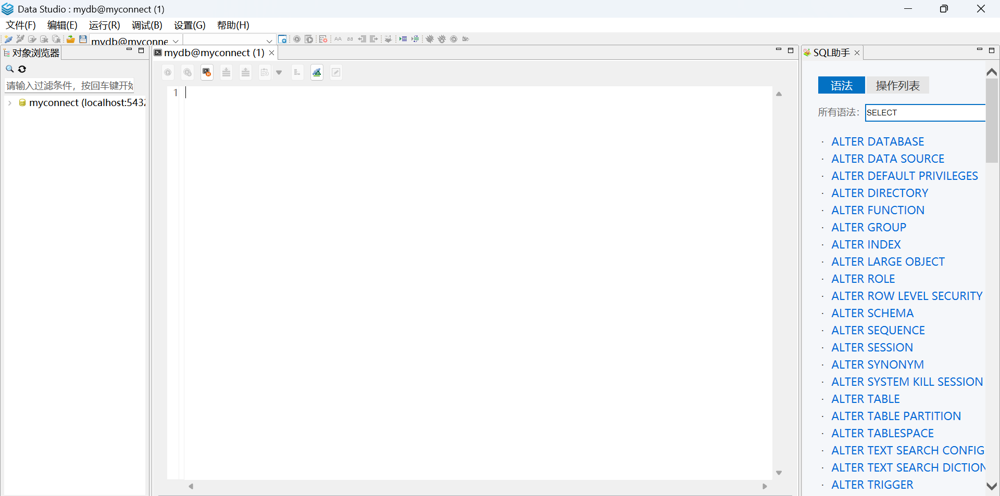 Data Studio : mydb@myconnect (1)
文件(F) 编辑(E) 运行(R) 调试(B) 设置(G) 帮助(H)
mydb@myconne
对象浏览器
请输入过滤条件，按回车键开始
myconnect (localhost:5432
mydb@myconnect (1)
1
SQL助手
语法 操作列表
所有语法： SELECT
· ALTER DATABASE
· ALTER DATA SOURCE
· ALTER DEFAULT PRIVILEGES
· ALTER DIRECTORY
· ALTER FUNCTION
· ALTER GROUP
· ALTER INDEX
· ALTER LARGE OBJECT
· ALTER ROLE
· ALTER ROW LEVEL SECURITY
· ALTER SCHEMA
· ALTER SEQUENCE
· ALTER SESSION
· ALTER SYNONYM
· ALTER SYSTEM KILL SESSION
· ALTER TABLE
· ALTER TABLE PARTITION
· ALTER TABLESPACE
· ALTER TEXT SEARCH CONFIG
· ALTER TEXT SEARCH DICTION
· ALTER TRIGGER